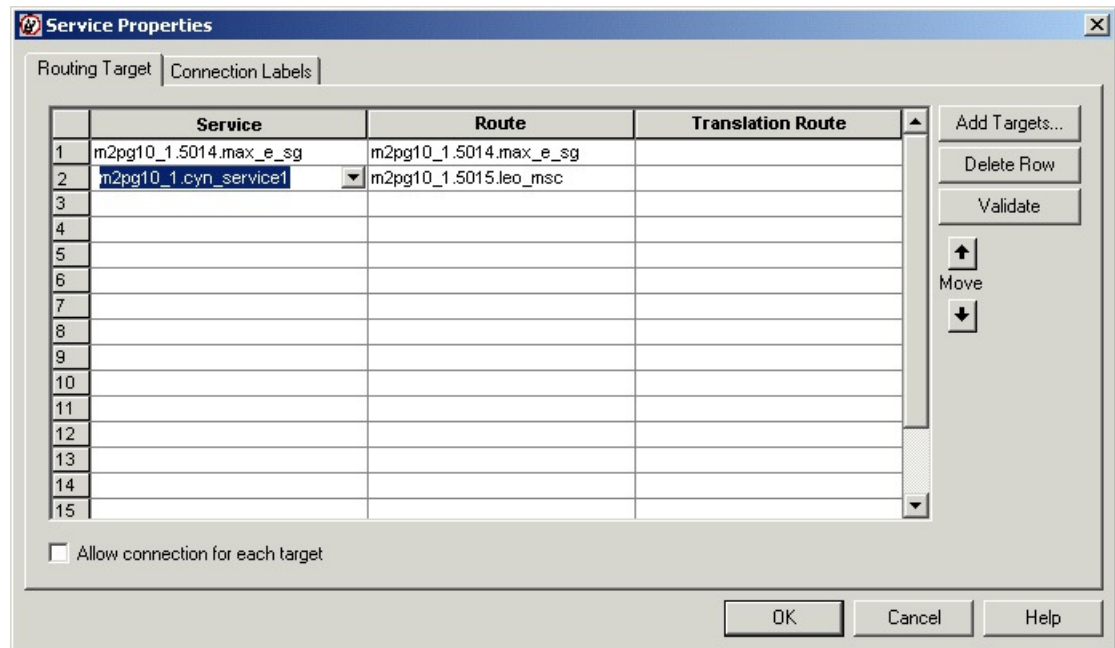 Service Properties
Routing Target Connection Labels
Service Route Translation Route
1 m2pg10_1.5014.max_e_sg m2pg10_1.5014.max_e_sg
2 m2pg10_1.cyn_service1 m2pg10_1.5015.leo_msc
3
4
5
6
7
8
9
10
11
12
13
14
15
Add Targets...
Delete Row
Validate
Move
Allow connection for each target
OK Cancel Help